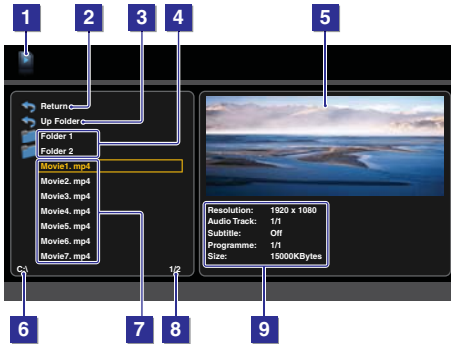 1 2 3 4 5
Return
Up Folder
Folder 1
Folder 2
Movie1. mp4
Movie2. mp4
Movie3. mp4
Movie4. mp4
Movie5. mp4
Movie6. mp4
Movie7. mp4
C:\ 1/2
Resolution: 1920 x 1080
Audio Track: 1/1
Subtitle: Off
Programme: 1/1
Size: 15000KBytes
6 7 8 9